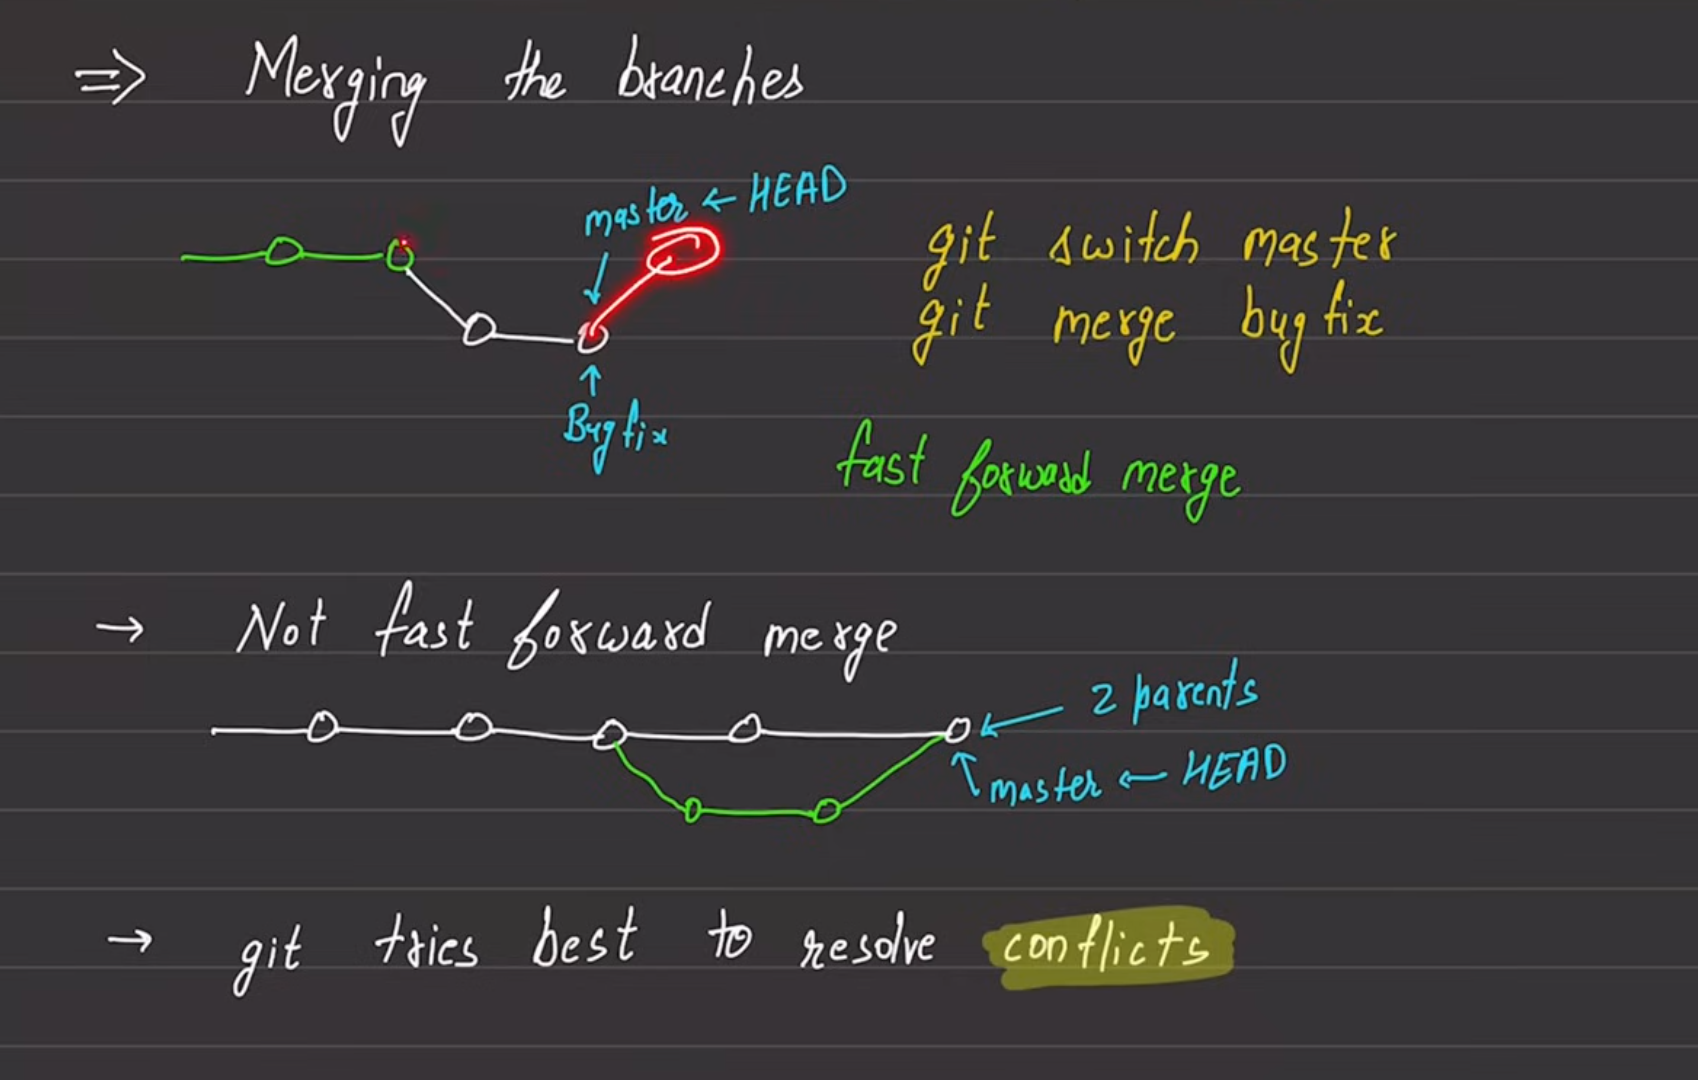 ⇒ Merging the branches
master ← HEAD
git switch master
git merge bugfix
Bugfix
fast forward merge
→ Not fast forward merge
2 parents
master ← HEAD
→ git tries best to resolve conflicts